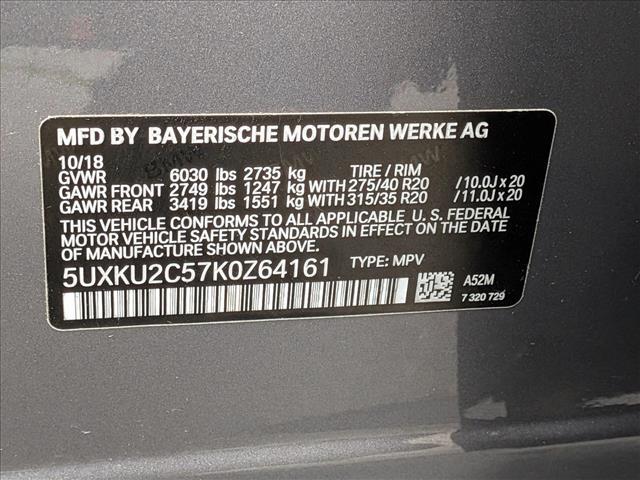 MFD BY BAYERISCHE MOTOREN WERKE AG
10/18
GVWR 6030 lbs 2735 kg TIRE / RIM
GAWR FRONT 2749 lbs 1247 kg WITH 275/40 R20 /10.0J x 20
GAWR REAR 3419 lbs 1551 kg WITH 315/35 R20 /11.0J x 20
THIS VEHICLE CONFORMS TO ALL APPLICABLE U. S. FEDERAL
MOTOR VEHICLE SAFETY STANDARDS IN EFFECT ON THE DATE
OF MANUFACTURE SHOWN ABOVE.
5UXKU2C57K0Z64161 TYPE: MPV
A52M
7 320 729